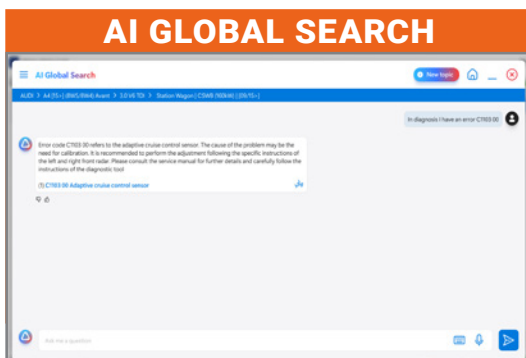 AI GLOBAL SEARCH
AI Global Search
New topic
AUDI > A4 [15>] (8W5/8W4) Avant > 3.0 V6 TDI > Station Wagon | CSWB (160kW) | [09/15>]
In diagnosis I have an error C1103 00
Error code C1103 00 refers to the adaptive cruise control sensor. The cause of the problem may be the
need for calibration. It is recommended to perform the adjustment following the specific instructions of
the left and right front radar. Please consult the service manual for further details and carefully follow the
instructions of the diagnostic tool
(1) C1103 00 Adaptive cruise control sensor
Ask me a question